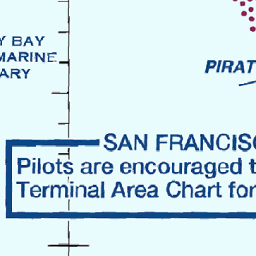 Y BAY
MARINE
ARY
PIRAT
SAN FRANCISC
Pilots are encouraged t
Terminal Area Chart for